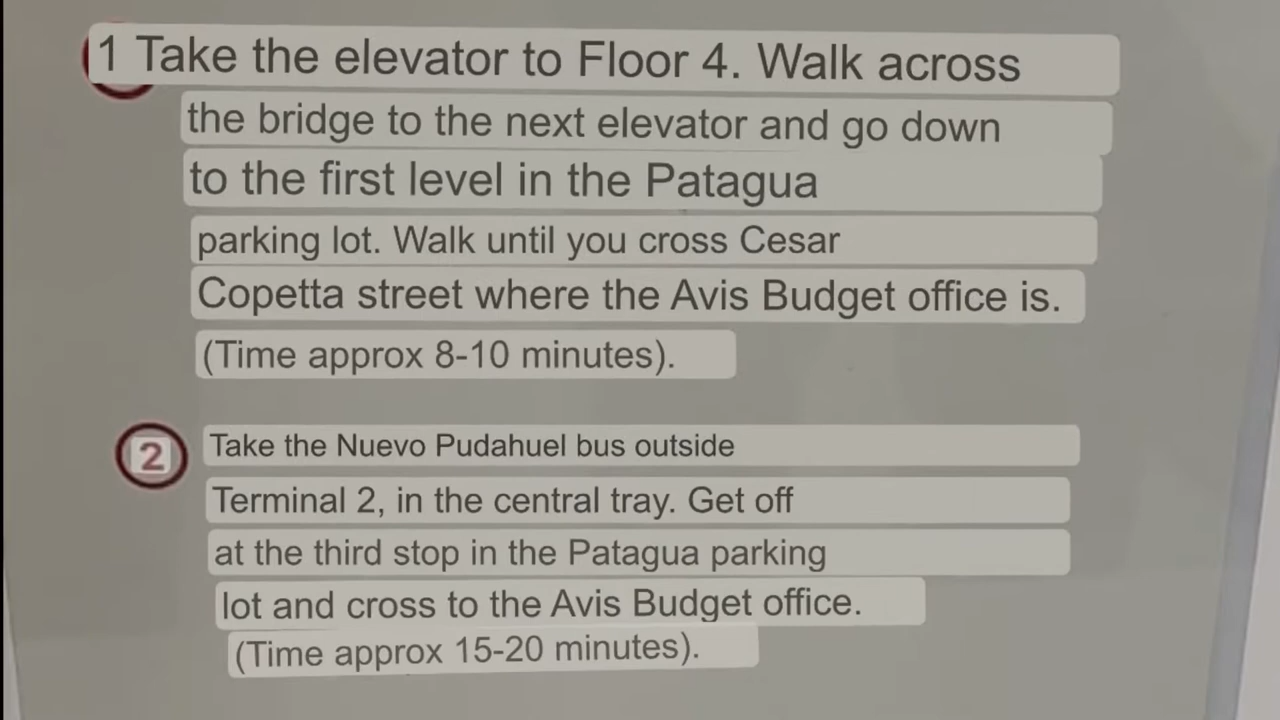 1 Take the elevator to Floor 4. Walk across
the bridge to the next elevator and go down
to the first level in the Patagua
parking lot. Walk until you cross Cesar
Copetta street where the Avis Budget office is.
(Time approx 8-10 minutes).
2 Take the Nuevo Pudahuel bus outside
Terminal 2, in the central tray. Get off
at the third stop in the Patagua parking
lot and cross to the Avis Budget office.
(Time approx 15-20 minutes).